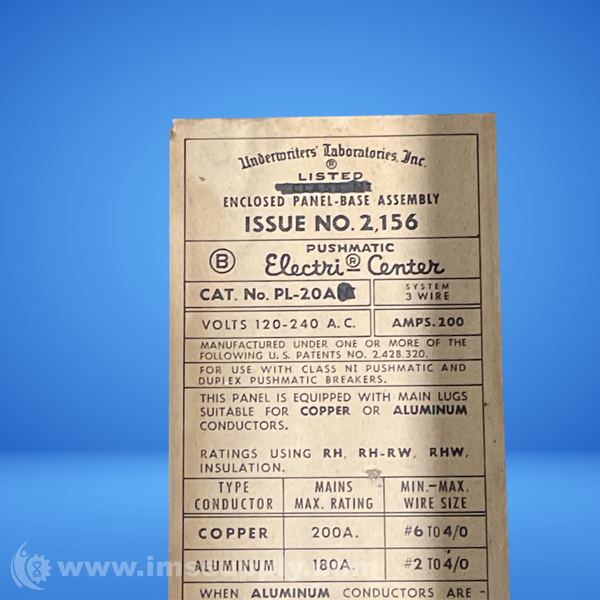 Underwriters' Laboratories, Inc.
®
LISTED
ENCLOSED PANEL-BASE ASSEMBLY
ISSUE NO. 2,156
PUSHMATIC
B Electri® Center
CAT. No. PL-20A
SYSTEM
3 WIRE
VOLTS 120-240 A.C.
AMPS. 200
MANUFACTURED UNDER ONE OR MORE OF THE
FOLLOWING U.S. PATENTS NO. 2,428,320.
FOR USE WITH CLASS NI PUSHMATIC AND
DUPLEX PUSHMATIC BREAKERS.
THIS PANEL IS EQUIPPED WITH MAIN LUGS
SUITABLE FOR COPPER OR ALUMINUM
CONDUCTORS.
RATINGS USING RH, RH-RW, RHW,
INSULATION.
TYPE
CONDUCTOR
MAINS
MAX. RATING
MIN.-MAX.
WIRE SIZE
COPPER 200A. #6 TO 4/0
ALUMINUM 180A. #2 TO 4/0
WHEN ALUMINUM CONDUCTORS ARE
www.imssupply.com